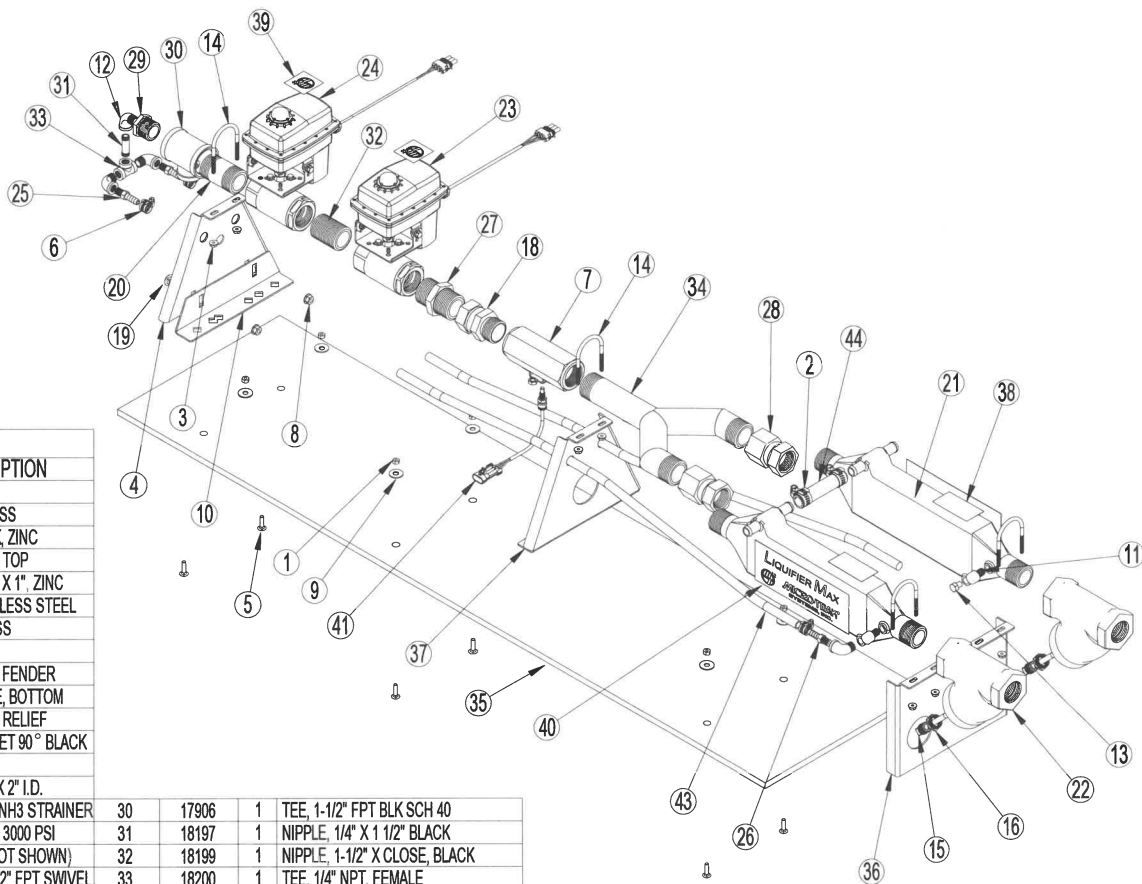 39
30
14
24
12
29
31
23
33
32
27
18
7
14
34
25
28
6
44
2
20
21
38
19
3
8
4
10
11
1
9
5
41
37
35
40
13
22
43
26
15
16
36
LIQUIFIER MAX
MICRO-TRAK
SYSTEMS, INC.
PTION
SS
, ZINC
TOP
X 1", ZINC
LESS STEEL
SS
FENDER
E, BOTTOM
RELIEF
ET 90° BLACK
X 2" I.D.
NH3 STRAINER 30 17906 1 TEE, 1-1/2" FPT BLK SCH 40
3000 PSI 31 18197 1 NIPPLE, 1/4" X 1 1/2" BLACK
OT SHOWN) 32 18199 1 NIPPLE, 1-1/2" X CLOSE, BLACK
2" FPT SWIVEL 33 18200 1 TEE, 1/4" NPT, FEMALE